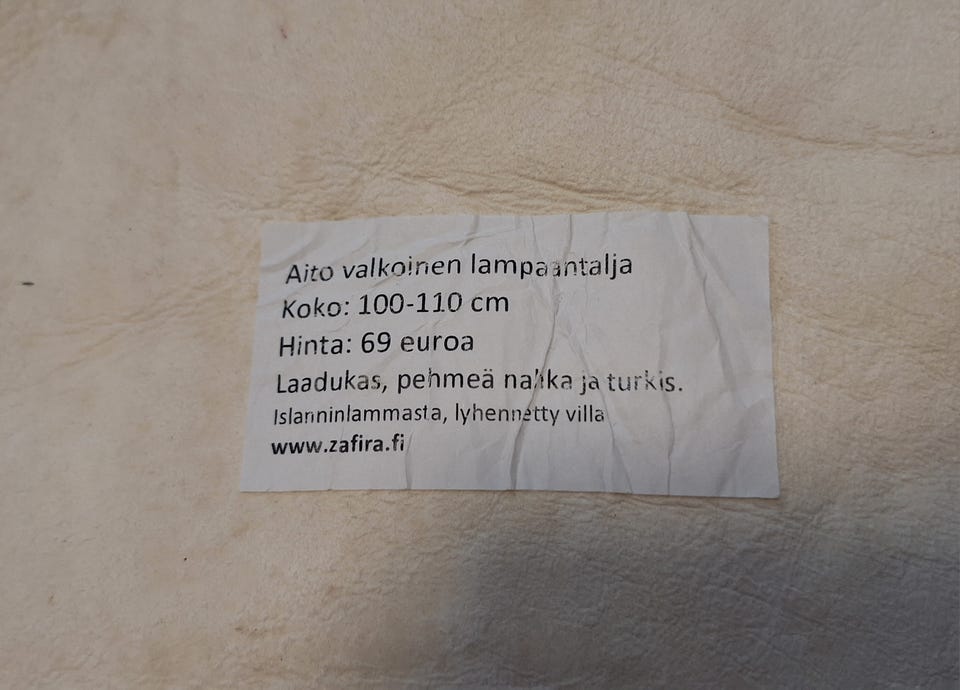 Aito valkoinen lampaantalja
Koko: 100-110 cm
Hinta: 69 euroa
Laadukas, pehmeä nahka ja turkis.
Islanninlammasta, lyhennetty villa
www.zafira.fi